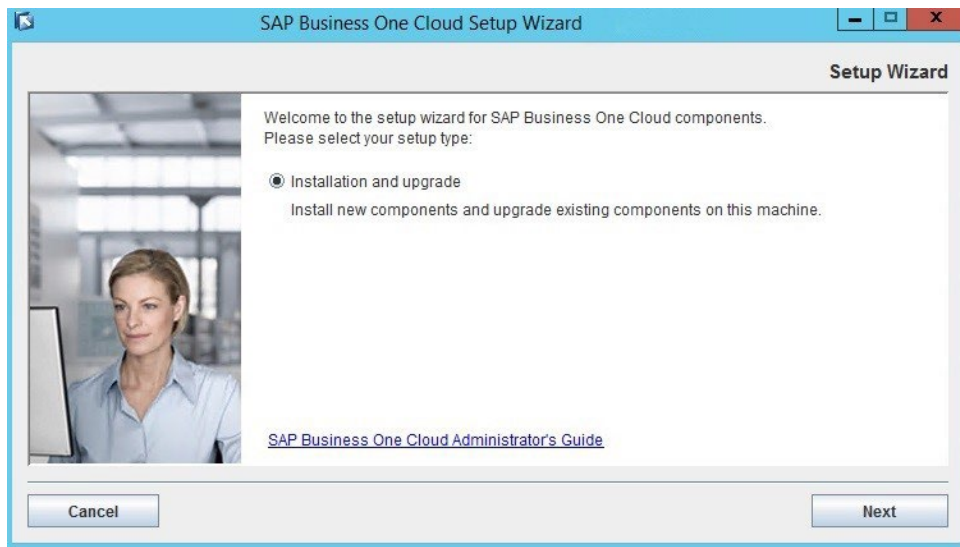 SAP Business One Cloud Setup Wizard
Setup Wizard
Welcome to the setup wizard for SAP Business One Cloud components.
Please select your setup type:
Installation and upgrade
Install new components and upgrade existing components on this machine.
SAP Business One Cloud Administrator's Guide
Cancel
Next